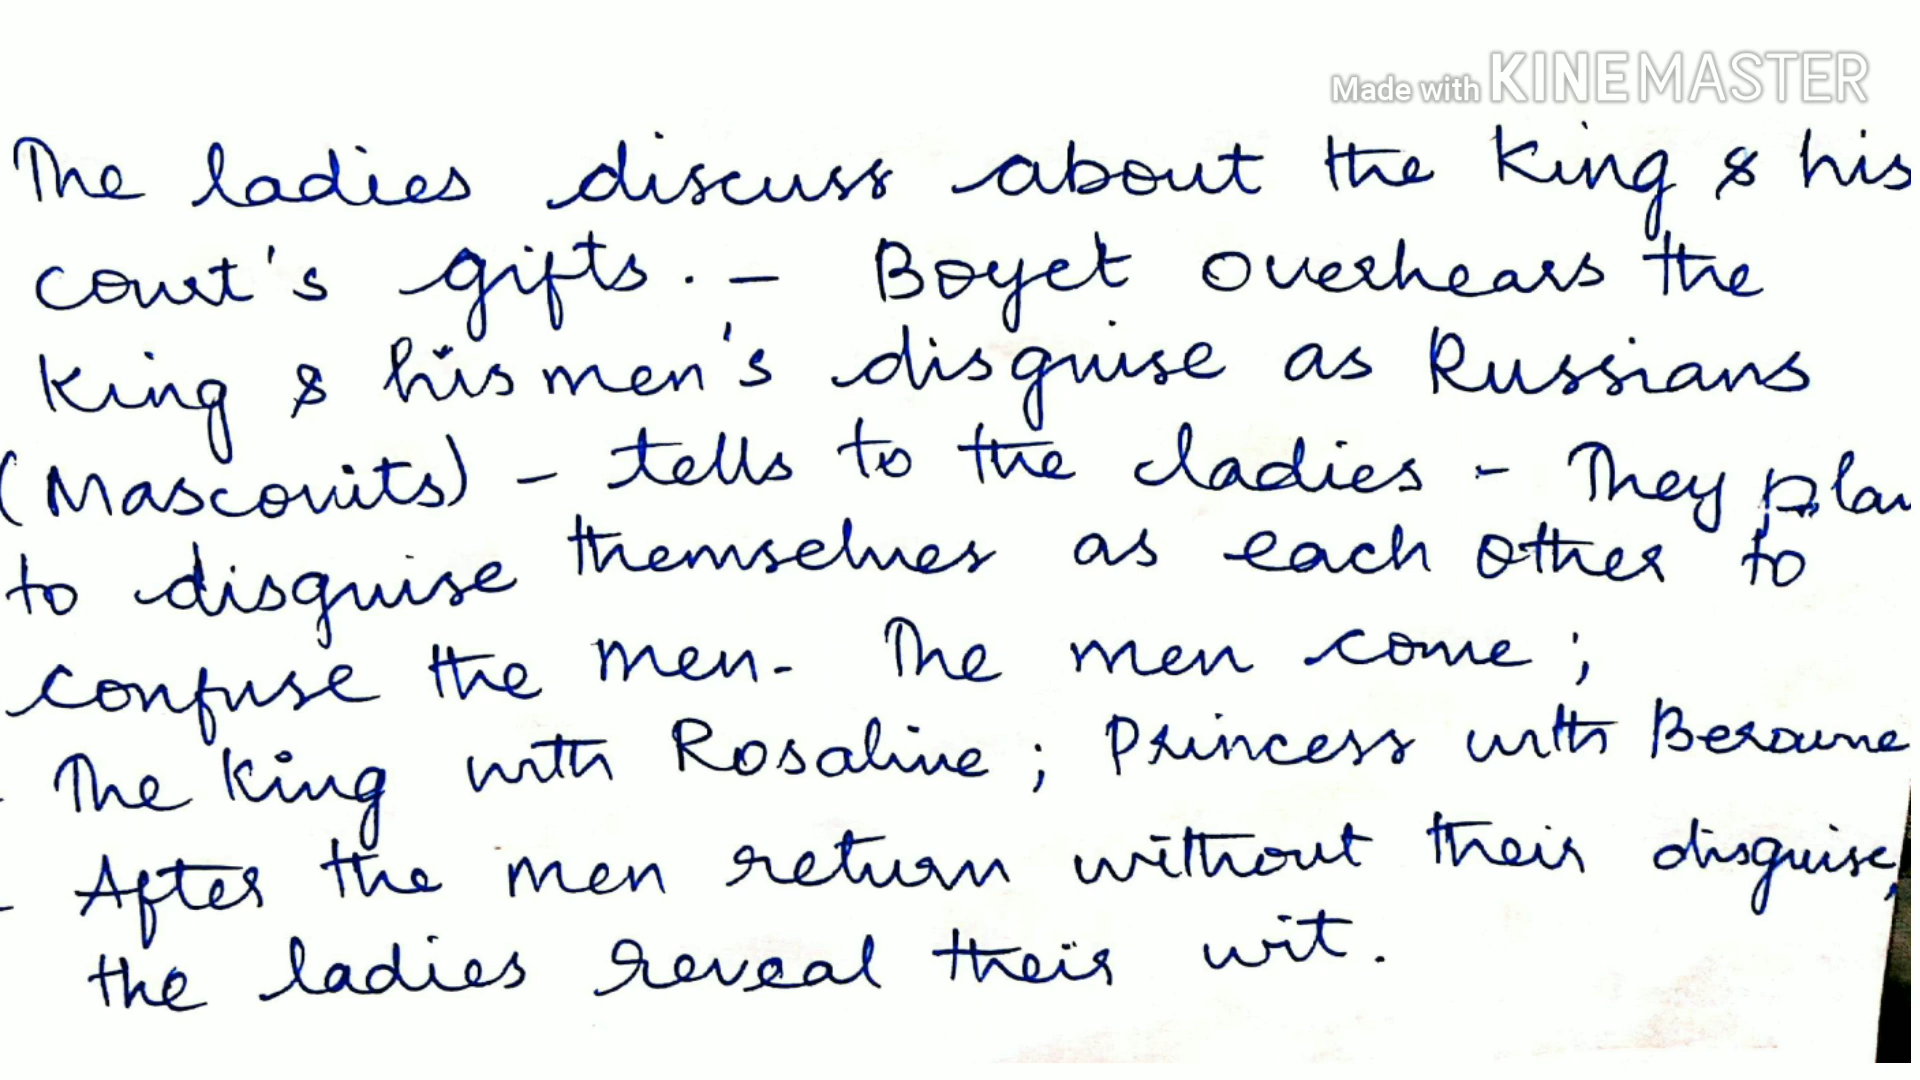 Made with KINEMASTER
The ladies discuss about the King & his
court's gifts. - Boyet overhears the
King & his men's disguise as Russians
(Mascovits) - tells to the ladies - They plan
to disguise themselves as each other to
confuse the men. The men come;
- The King with Rosaline; Princess with Berowne
- After the men return without their disguise,
the ladies reveal their wit.